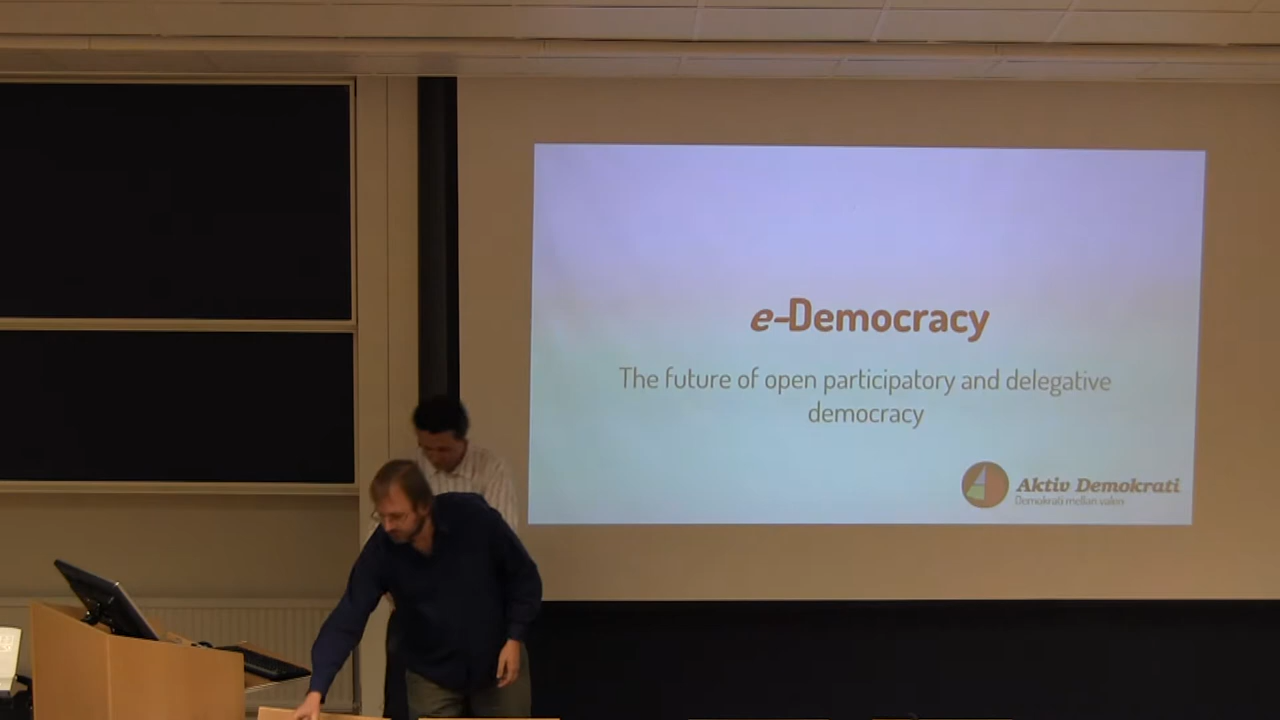 e-Democracy
The future of open participatory and delegative
democracy
Aktiv Demokrati
Demokrati mellan valen